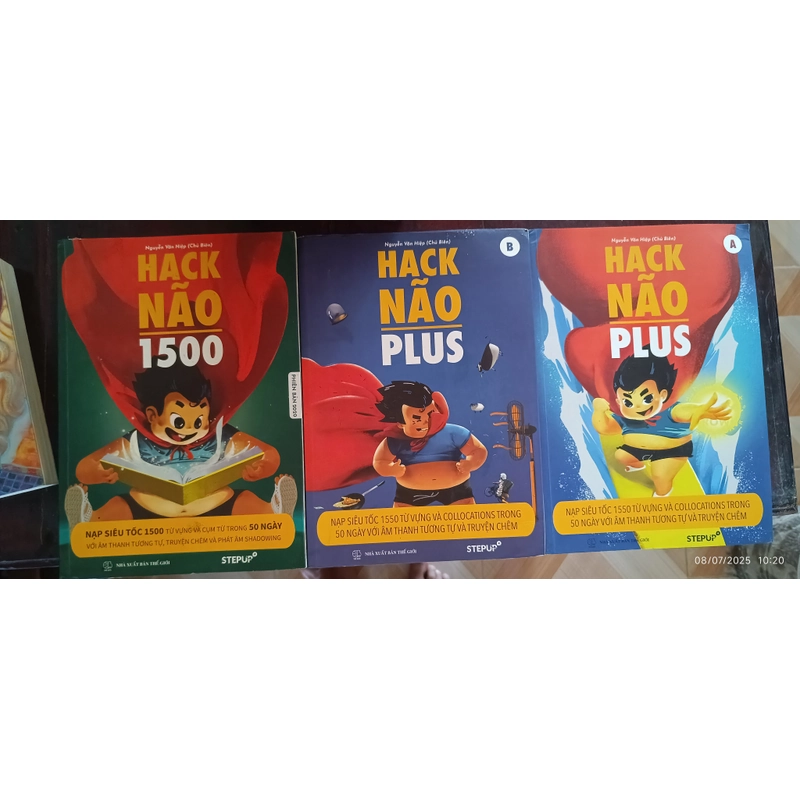 Nguyễn Văn Hiệp (Chủ Biên)
HACK
NÃO
1500
PHIÊN BẢN 2020
NẠP SIÊU TỐC 1500 TỪ VỰNG VÀ CỤM TỪ TRONG 50 NGÀY
VỚI ÂM THANH TƯƠNG TỰ, TRUYỆN CHÊM VÀ PHÁT ÂM SHADOWING
NHÀ XUẤT BẢN THẾ GIỚI
STEPUP
Nguyễn Văn Hiệp (Chủ Biên)
B
HACK
NÃO
PLUS
NẠP SIÊU TỐC 1550 TỪ VỰNG VÀ COLLOCATIONS TRONG
50 NGÀY VỚI ÂM THANH TƯƠNG TỰ VÀ TRUYỆN CHÊM
NHÀ XUẤT BẢN THẾ GIỚI
STEPUP
Nguyễn Văn Hiệp (Chủ Biên)
A
HACK
NÃO
PLUS
NẠP SIÊU TỐC 1550 TỪ VỰNG VÀ COLLOCATIONS TRONG
50 NGÀY VỚI ÂM THANH TƯƠNG TỰ VÀ TRUYỆN CHÊM
STEPUP
08/07/2025 10:20